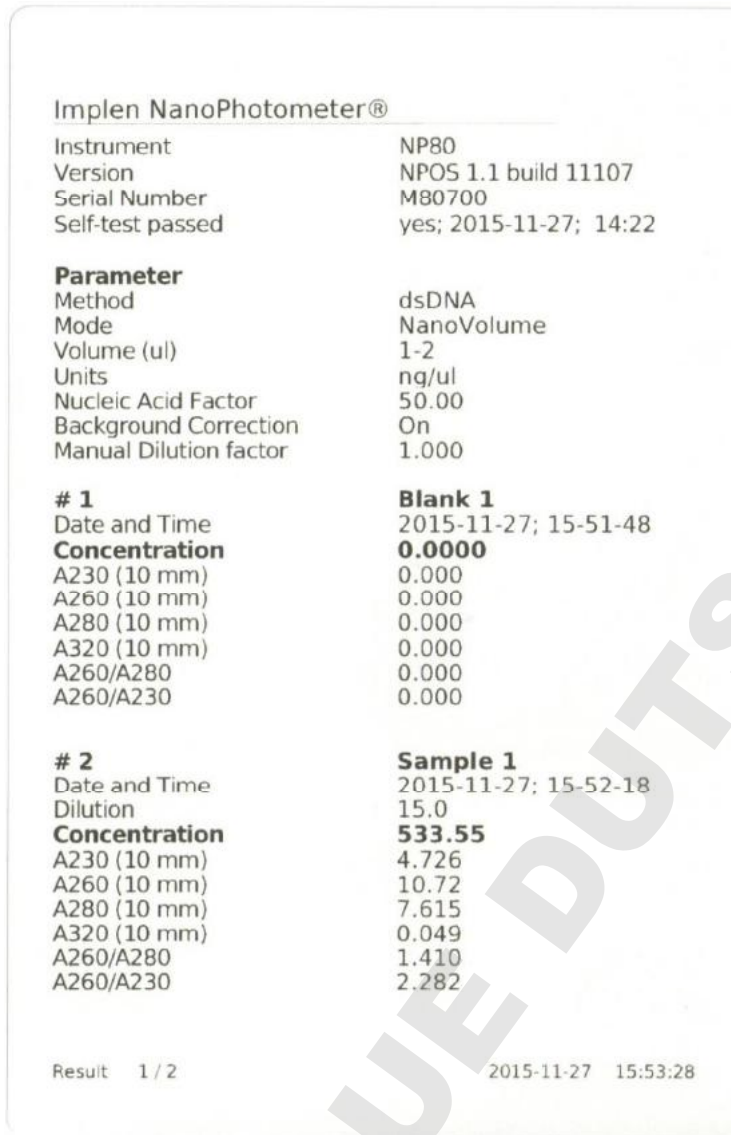 Implen NanoPhotometer®
Instrument NP80
Version NPOS 1.1 build 11107
Serial Number M80700
Self-test passed yes; 2015-11-27; 14:22
Parameter
Method dsDNA
Mode NanoVolume
Volume (ul) 1-2
Units ng/ul
Nucleic Acid Factor 50.00
Background Correction On
Manual Dilution factor 1.000
# 1 Blank 1
Date and Time 2015-11-27; 15-51-48
Concentration 0.0000
A230 (10 mm) 0.000
A260 (10 mm) 0.000
A280 (10 mm) 0.000
A320 (10 mm) 0.000
A260/A280 0.000
A260/A230 0.000
# 2 Sample 1
Date and Time 2015-11-27; 15-52-18
Dilution 15.0
Concentration 533.55
A230 (10 mm) 4.726
A260 (10 mm) 10.72
A280 (10 mm) 7.615
A320 (10 mm) 0.049
A260/A280 1.410
A260/A230 2.282
Result 1 / 2 2015-11-27 15:53:28
UE DUTS